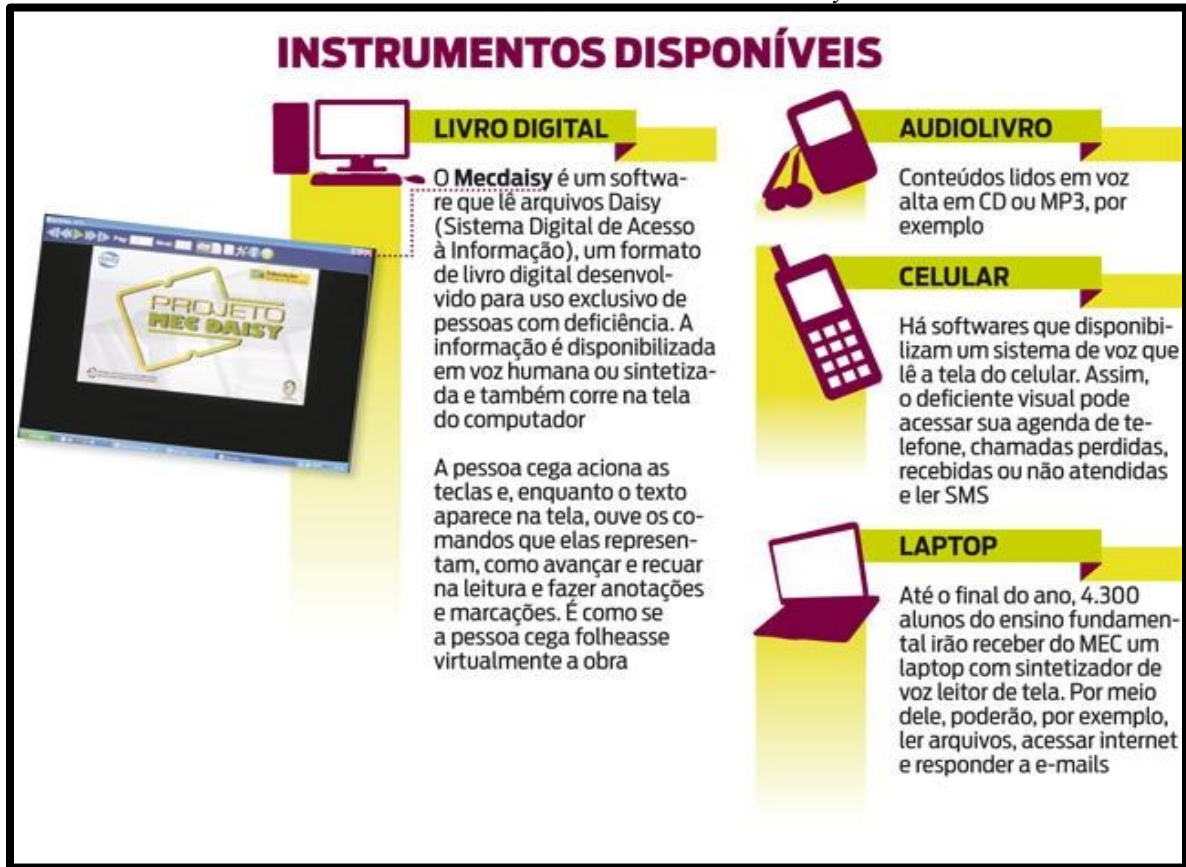 INSTRUMENTOS DISPONÍVEIS
LIVRO DIGITAL
O Mecdaisy é um softwa-
re que lê arquivos Daisy
(Sistema Digital de Acesso
à Informação), um formato
de livro digital desenvol-
vido para uso exclusivo de
pessoas com deficiência. A
informação é disponibilizada
em voz humana ou sintetiza-
da e também corre na tela
do computador
A pessoa cega aciona as
teclas e, enquanto o texto
aparece na tela, ouve os co-
mandos que elas represen-
tam, como avançar e recuar
na leitura e fazer anotações
e marcações. É como se
a pessoa cega folheasse
virtualmente a obra
PROJETO
MEC DAISY
AUDIOLIVRO
Conteúdos lidos em voz
alta em CD ou MP3, por
exemplo
CELULAR
Há softwares que disponibi-
lizam um sistema de voz que
lê a tela do celular. Assim,
o deficiente visual pode
acessar sua agenda de te-
lefone, chamadas perdidas,
recebidas ou não atendidas
e ler SMS
LAPTOP
Até o final do ano, 4.300
alunos do ensino fundamen-
tal irão receber do MEC um
laptop com sintetizador de
voz leitor de tela. Por meio
dele, poderão, por exemplo,
ler arquivos, acessar internet
e responder a e-mails